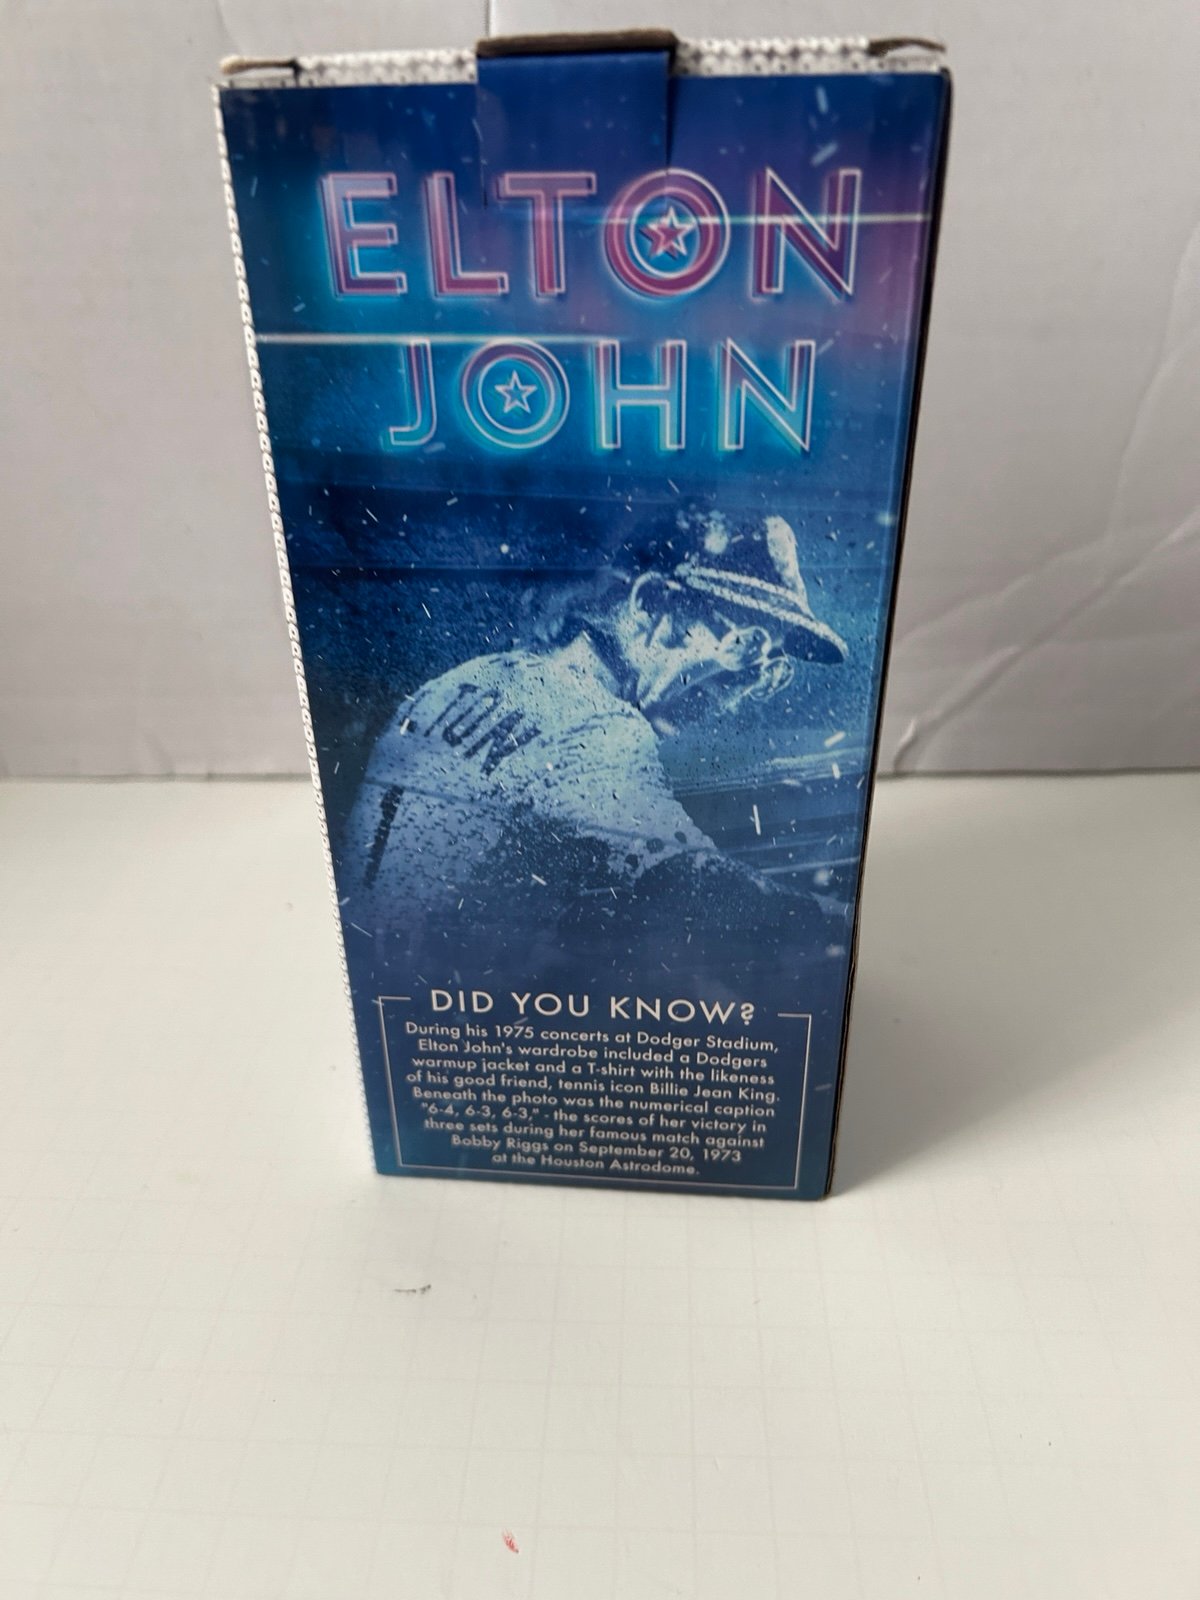 ELTON
JOHN
TON
1
DID YOU KNOW?
During his 1975 concerts at Dodger Stadium,
Elton John's wardrobe included a Dodgers
warmup jacket and a T-shirt with the likeness
of his good friend, tennis icon Billie Jean King.
Beneath the photo was the numerical caption
"6-4, 6-3, 6-3," - the scores of her victory in
three sets during her famous match against
Bobby Riggs on September 20, 1973
at the Houston Astrodome.